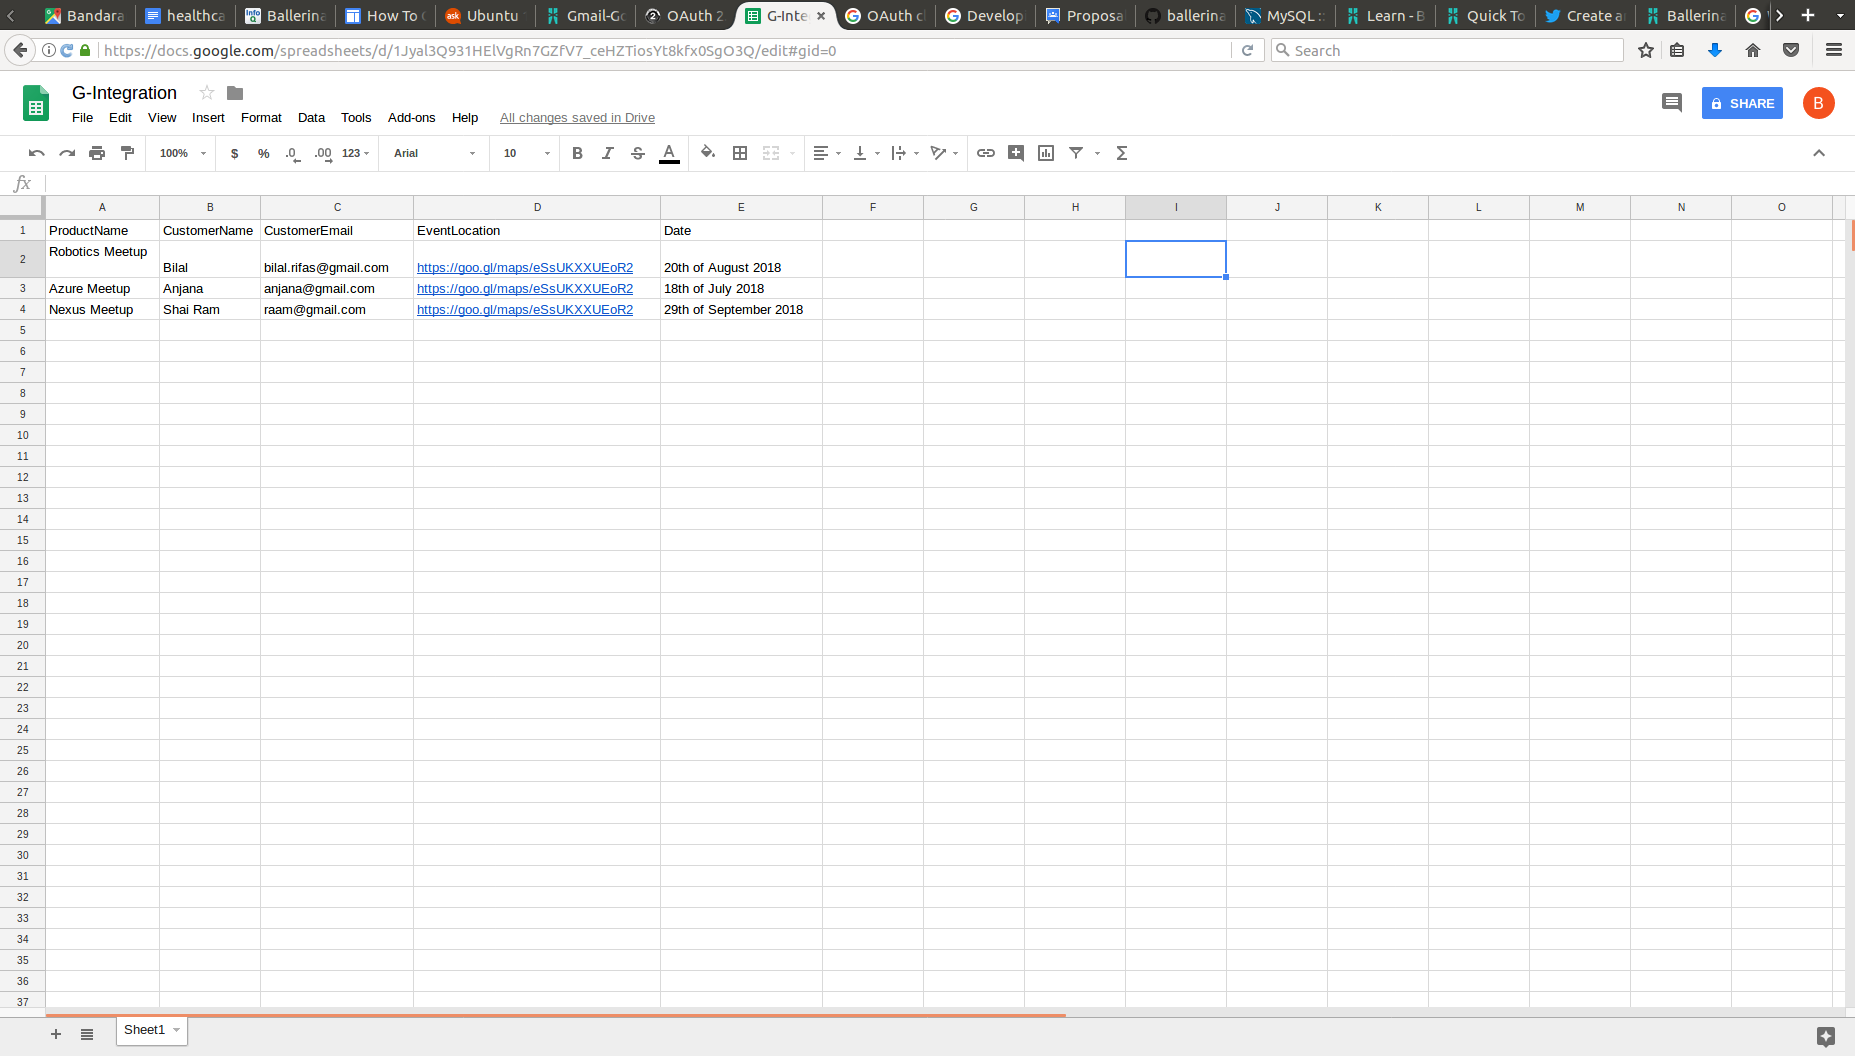 Bandara
healthca
Ballerina
How To
Ubuntu
Gmail-Go
OAuth 2
G-Inte
OAuth cl
Develop
Proposa
ballerina
MySQL ::
Learn - B
Quick To
Create a
Ballerina
https://docs.google.com/spreadsheets/d/1Jyal3Q931HElVgRn7GZfV7_ceHZTiosYt8kfx0SgO3Q/edit#gid=0
Search
G-Integration
File Edit View Insert Format Data Tools Add-ons Help All changes saved in Drive
SHARE
B
100% $ % .0 .00 123 Arial 10 B I S A Σ
fx
A B C D E F G H I J K L M N O
1 ProductName CustomerName CustomerEmail EventLocation Date
2 Robotics Meetup Bilal bilal.rifas@gmail.com https://goo.gl/maps/eSsUKXXUEoR2 20th of August 2018
3 Azure Meetup Anjana anjana@gmail.com https://goo.gl/maps/eSsUKXXUEoR2 18th of July 2018
4 Nexus Meetup Shai Ram raam@gmail.com https://goo.gl/maps/eSsUKXXUEoR2 29th of September 2018
5
6
7
8
9
10
11
12
13
14
15
16
17
18
19
20
21
22
23
24
25
26
27
28
29
30
31
32
33
34
35
36
37
Sheet1